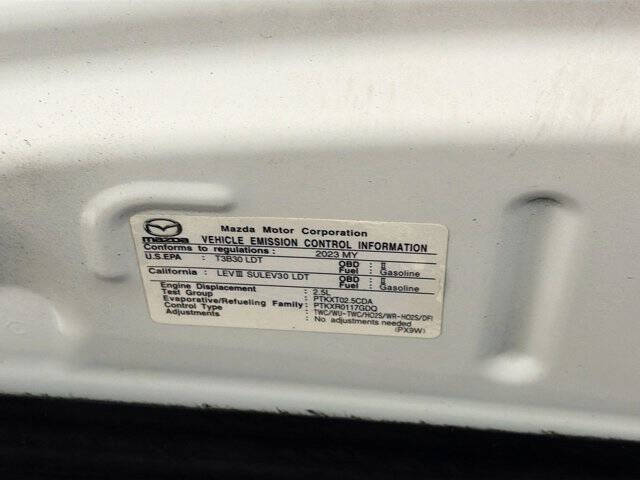 Mazda Motor Corporation
mazda VEHICLE EMISSION CONTROL INFORMATION
Conforms to regulations : 2023 MY
U.S.EPA : T3B30 LDT OBD : II
Fuel : Gasoline
California : LEVIII SULEV30 LDT OBD : II
Fuel : Gasoline
Engine Displacement : 2.5L
Test Group : PTKXT02.5CDA
Evaporative/Refueling Family : PTKXR0117GDQ
Control Type : TWC/WU-TWC/HO2S/WR-HO2S/DFI
Adjustments : No adjustments needed
(PX9W)